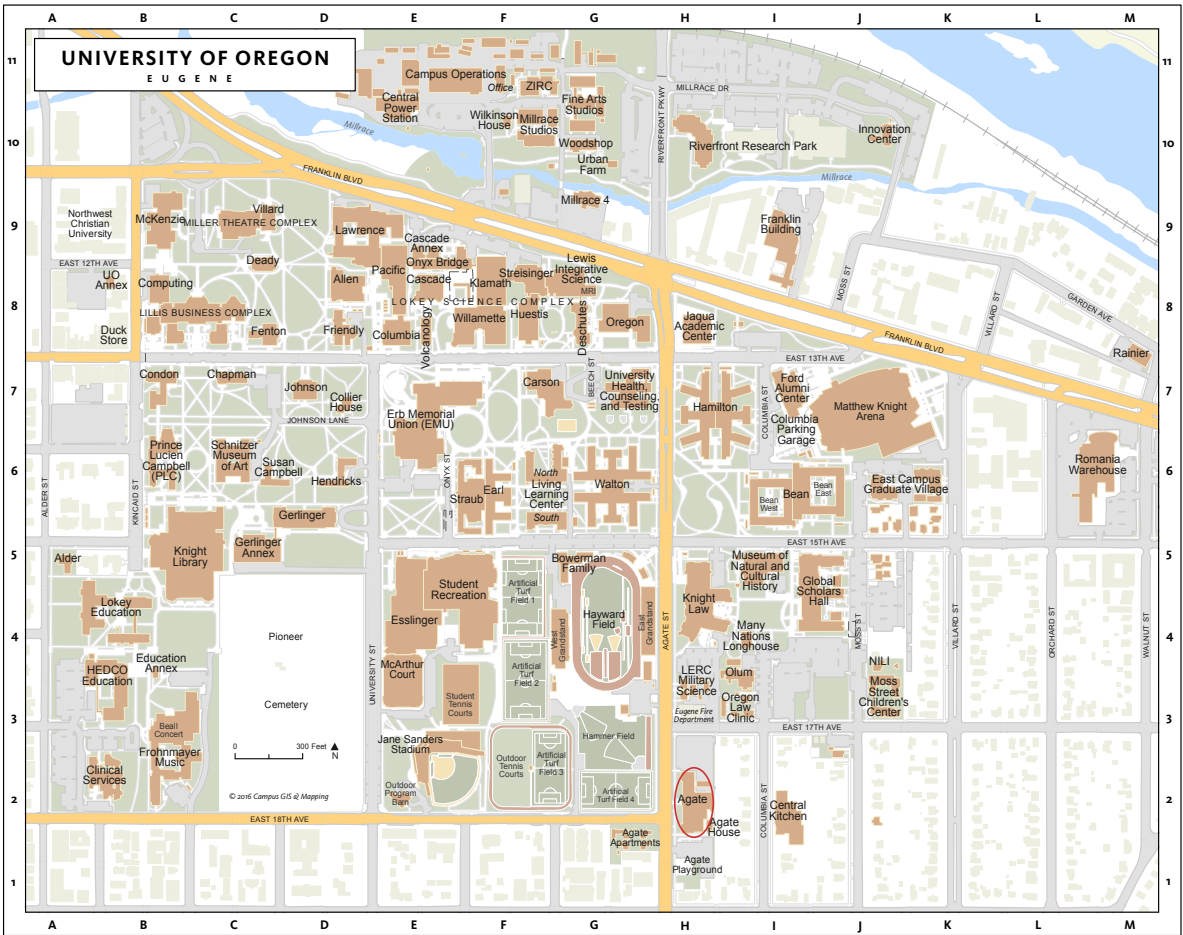 A B C D E F G H I J K L M
UNIVERSITY OF OREGON
EUGENE
11
11
Campus Operations
Office
ZIRC
Central
Power
Station
Fine Arts
Studios
MILLRACE DR
RIVERFRONT PKWY
Wilkinson
House
Millrace
Studios
Millrace
Innovation
Center
10
10
Woodshop
Riverfront Research Park
Urban
Farm
FRANKLIN BLVD
Millrace
Millrace 4
McKenzie
Villard
MILLER THEATRE COMPLEX
Northwest
Christian
University
Lawrence
Franklin
Building
9
9
Cascade
Annex
Deady
Onyx Bridge
Lewis
Integrative
Science
EAST 12TH AVE
UO
Annex
Computing
Allen
Pacific
Cascade
Klamath
Streisinger
MRI
MOSS ST
VILLARD ST
GARDEN AVE
8
8
LOKEY SCIENCE COMPLEX
LILLIS BUSINESS COMPLEX
Willamette
Huestis
Deschutes
Oregon
Jaqua
Academic
Center
Duck
Store
Fenton
Friendly
Columbia
Volcanology
FRANKLIN BLVD
Rainier
EAST 13TH AVE
Condon
Chapman
Johnson
Collier
House
Carson
BEECH ST
University
Health,
Counseling,
and Testing
Hamilton
COLUMBIA ST
Ford
Alumni
Center
Matthew Knight
Arena
7
7
JOHNSON LANE
Erb Memorial
Union (EMU)
Columbia
Parking
Garage
Prince
Lucien
Campbell
(PLC)
Schnitzer
Museum
of Art
Susan
Campbell
Hendricks
ONYX ST
Straub
Earl
North
Living
Learning
Center
South
Walton
Bean
West
Bean
Bean
East
East Campus
Graduate Village
Romania
Warehouse
6
6
ALDER ST
KINCAID ST
Gerlinger
Gerlinger
Annex
EAST 15TH AVE
Alder
Knight
Library
5
5
Bowerman
Family
Museum of
Natural and
Cultural
History
Student
Recreation
Artificial
Turf
Field 1
Global
Scholars
Hall
Lokey
Education
Esslinger
Hayward
Field
West
Grandstand
East
Grandstand
Knight
Law
AGATE ST
MOSS ST
VILLARD ST
ORCHARD ST
WALNUT ST
4
4
Pioneer
Many
Nations
Longhouse
Education
Annex
HEDCO
Education
UNIVERSITY ST
McArthur
Court
Artificial
Turf
Field 2
LERC
Military
Science
Olum
NILI
Moss
Street
Children's
Center
Cemetery
Student
Tennis
Courts
Oregon
Law
Clinic
Eugene Fire
Department
3
3
Beall
Concert
EAST 17TH AVE
Frohnmayer
Music
0
300 Feet
N
Jane Sanders
Stadium
Hammer Field
Outdoor
Tennis
Courts
Artificial
Turf
Field 3
Clinical
Services
Outdoor
Program
Barn
Artificial
Turf Field 4
© 2016 Campus GIS & Mapping
Agate
COLUMBIA ST
Central
Kitchen
2
2
EAST 18TH AVE
Agate
House
Agate
Apartments
Agate
Playground
1
1
A B C D E F G H I J K L M